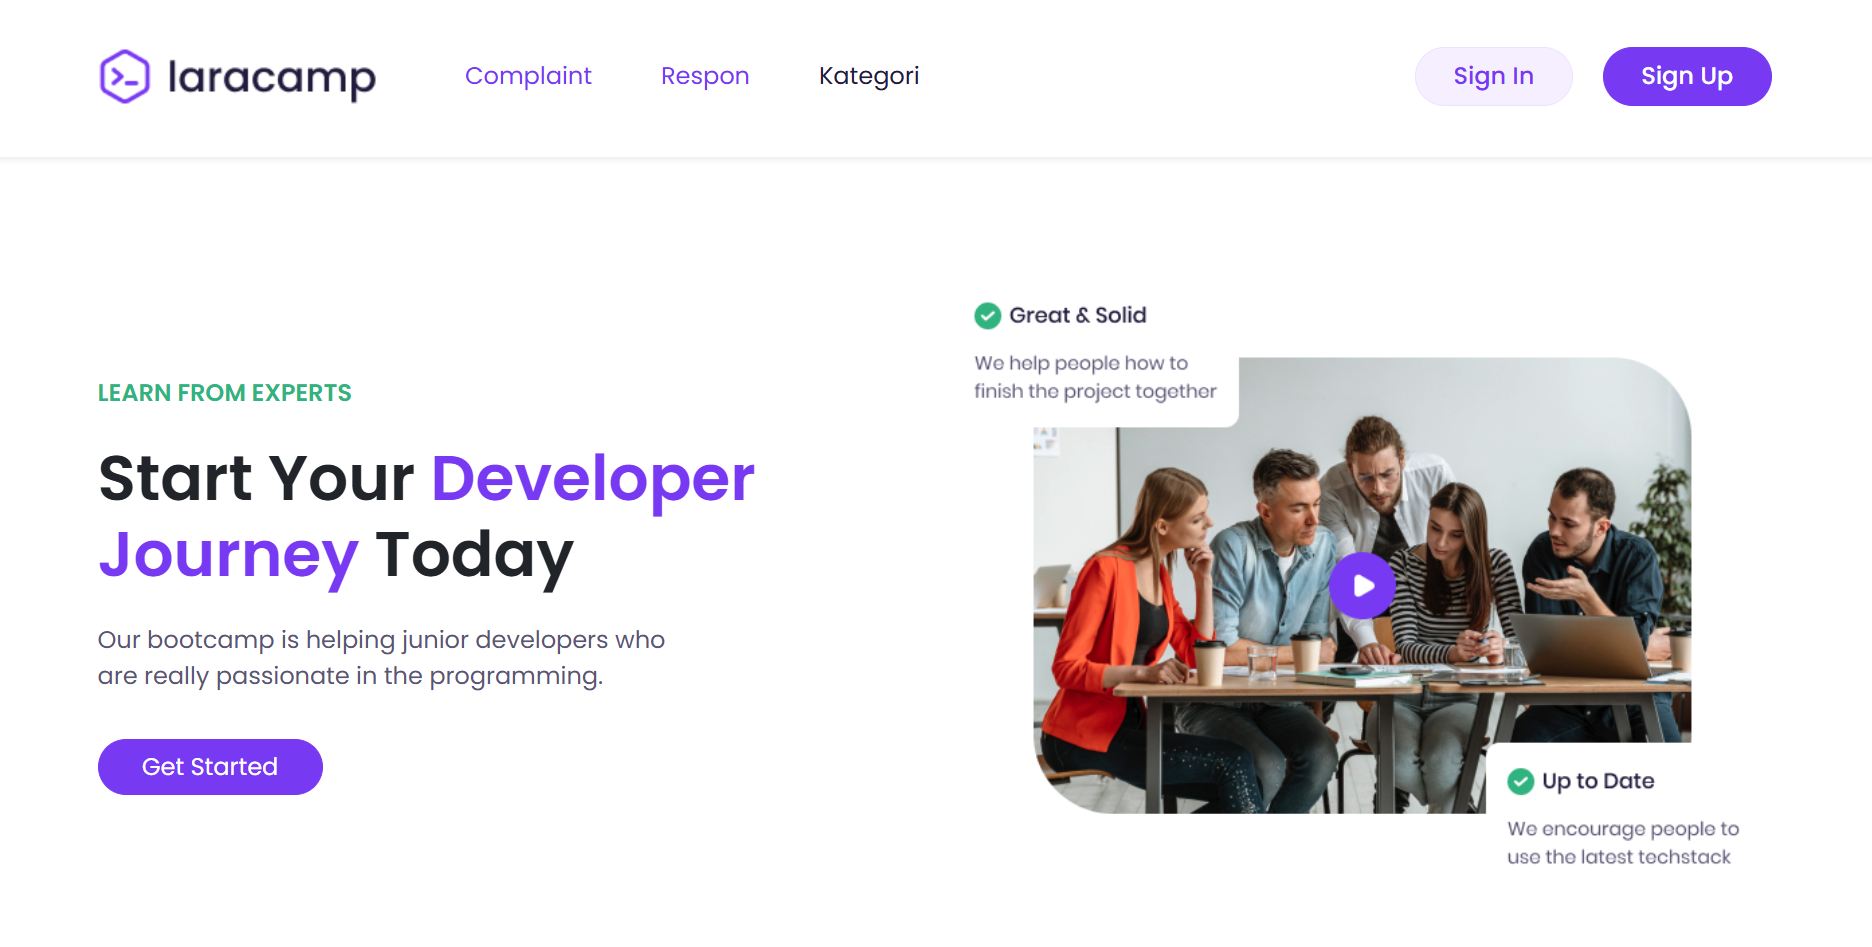 laracamp
Complaint
Respon
Kategori
Sign In
Sign Up
LEARN FROM EXPERTS
Start Your Developer
Journey Today
Our bootcamp is helping junior developers who
are really passionate in the programming.
Get Started
Great & Solid
We help people how to
finish the project together
Up to Date
We encourage people to
use the latest techstack